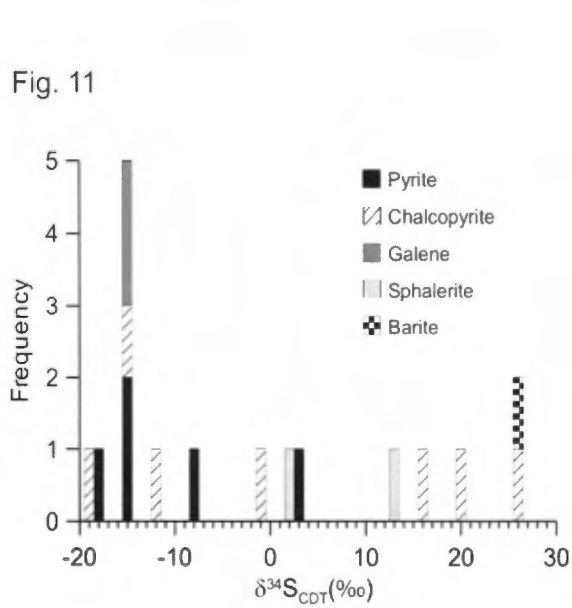 Fig. 11
5
4
3
2
1
0
Frequency
Pyrite
Chalcopyrite
Galene
Sphalerite
Barite
-20 -10 0 10 20 30
δ³⁴S_CDT(‰)